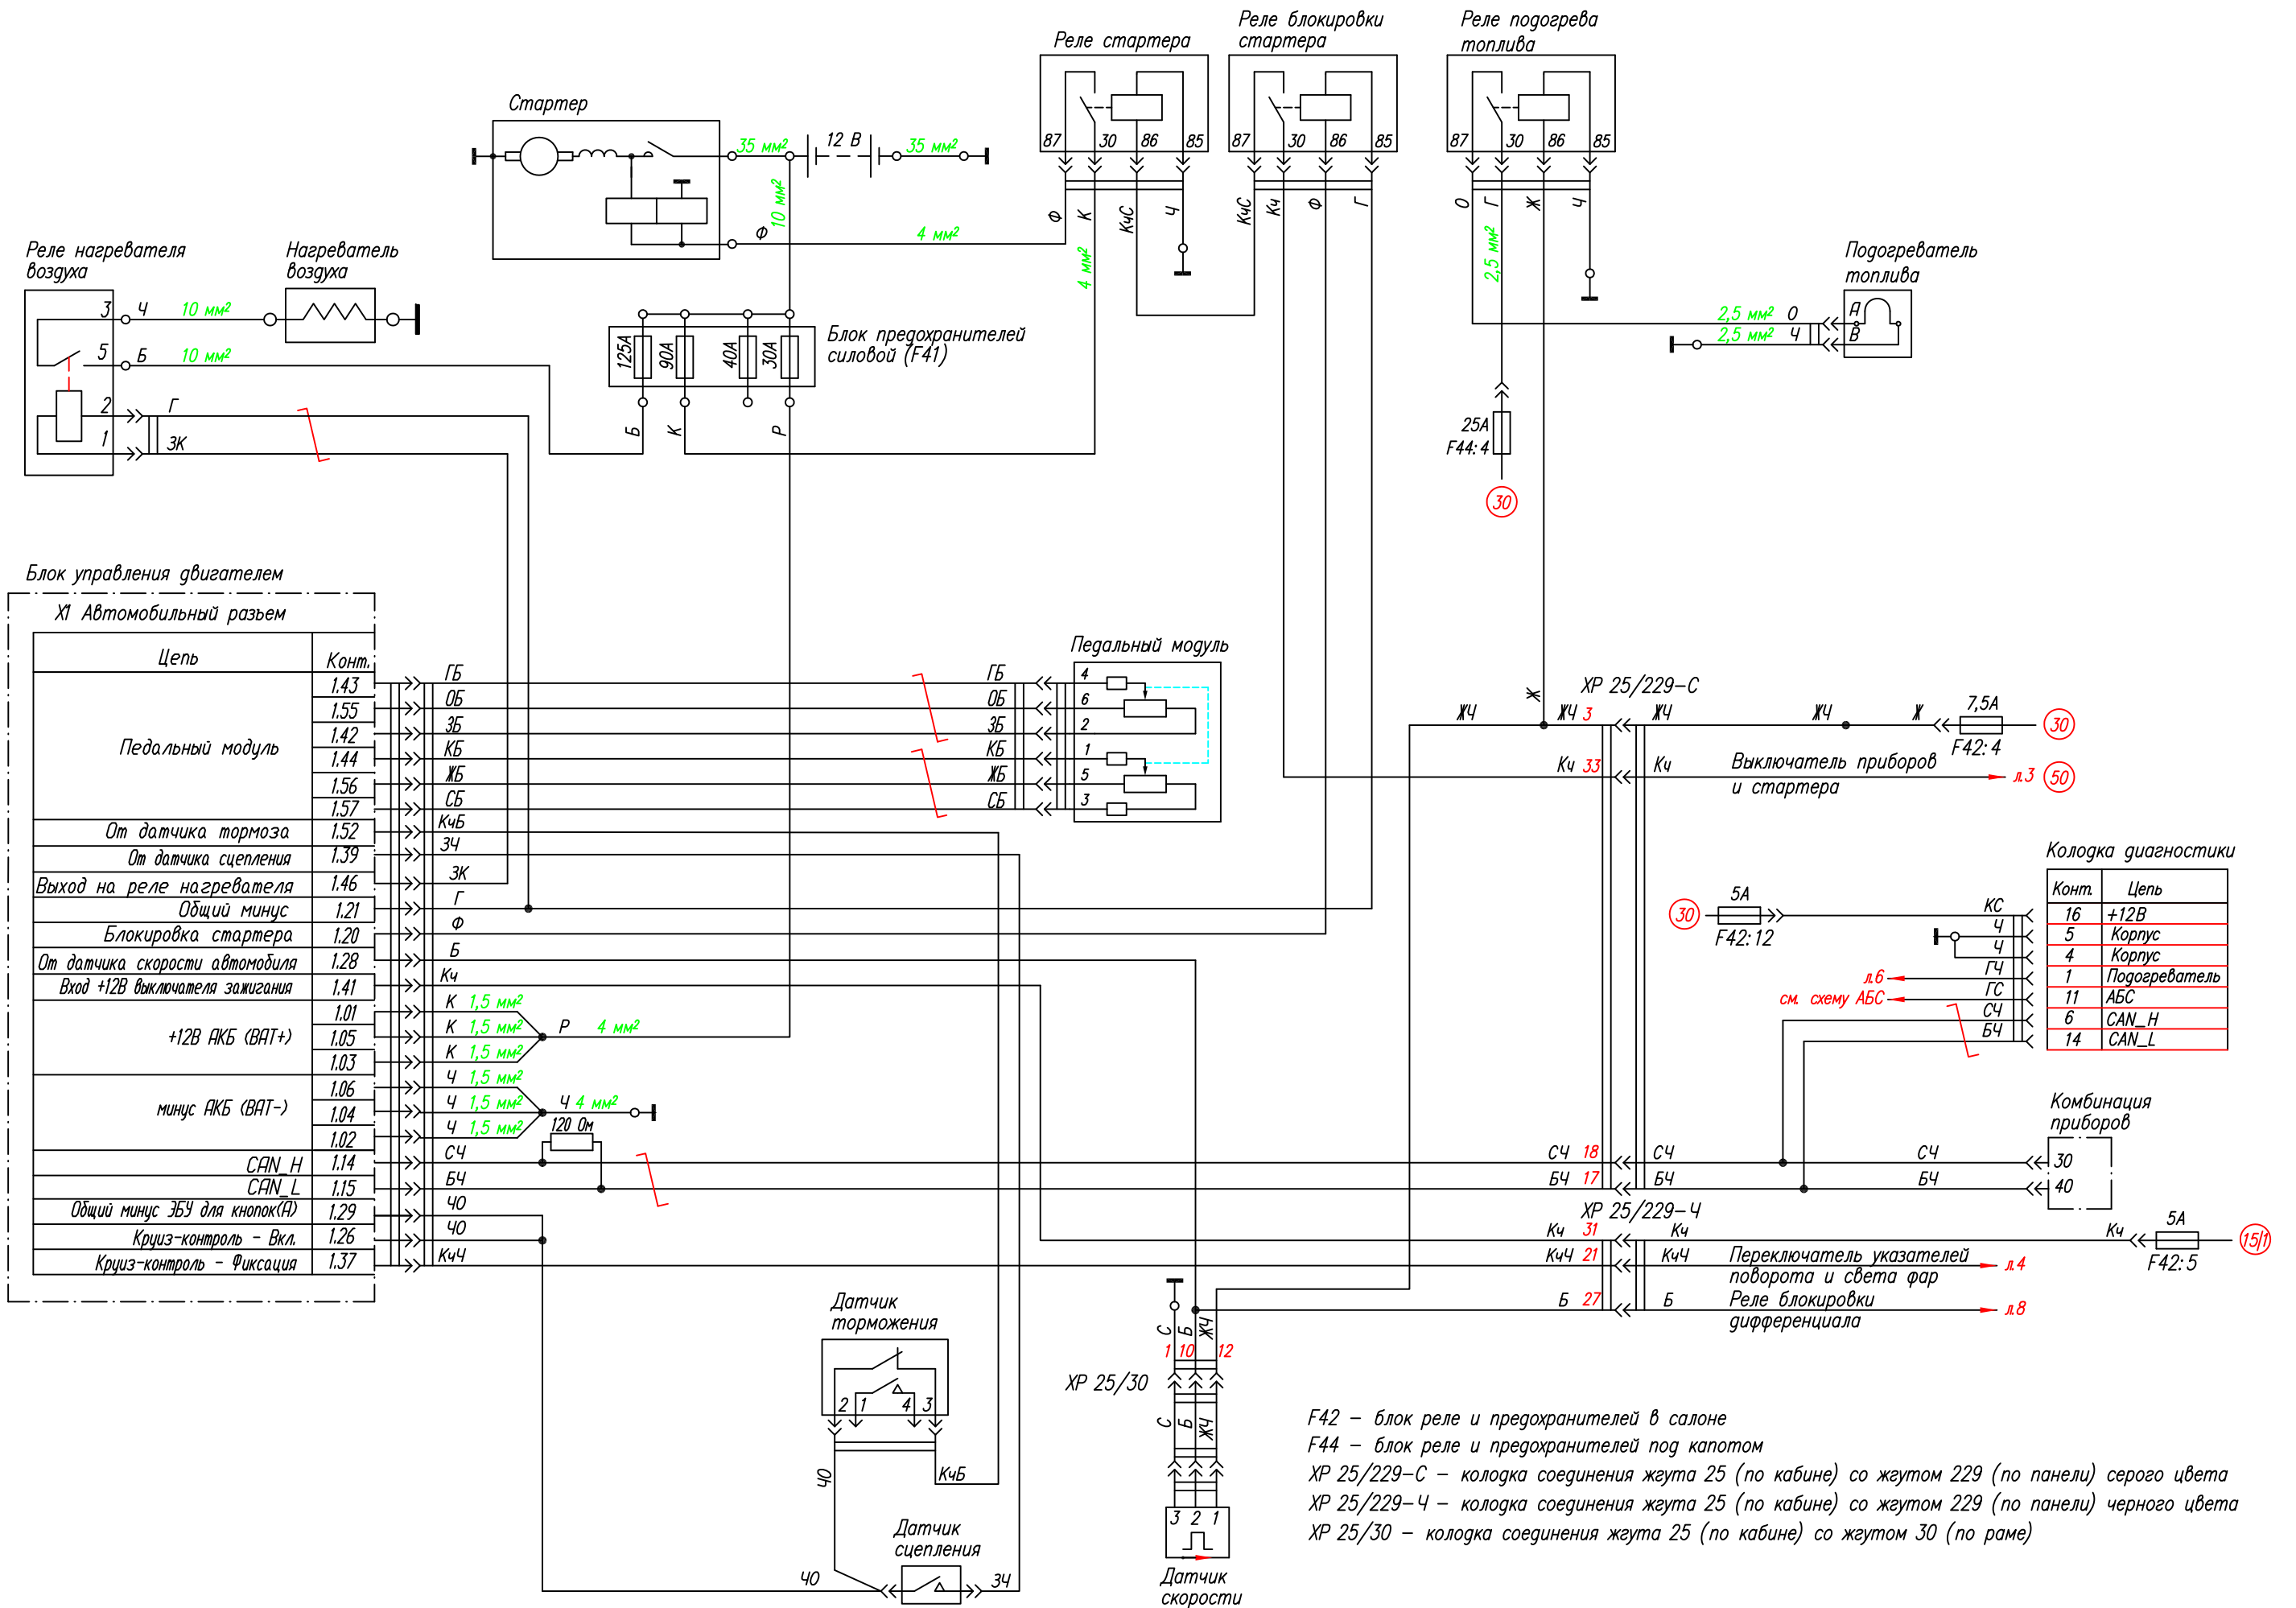 Реле стартера
Реле блокировки
стартера
Реле подогрева
топлива
87 30 86 85
87 30 86 85
87 30 86 85
Ф К КчС Ч
КчС Кч Ф Г
О Г Ж Ч
4 мм²
2,5 мм²
Стартер
35 мм² 12 В 35 мм²
10 мм²
Ф 4 мм²
Реле нагревателя
воздуха
3 Ч 10 мм²
5 Б 10 мм²
2 Г
1 ЗК
Нагреватель
воздуха
Блок предохранителей
силовой (F41)
125А 90А 40А 30А
Б К Р
Подогреватель
топлива
2,5 мм² О А
2,5 мм² Ч В
25А
F44:4
30
Блок управления двигателем
Х1 Автомобильный разъем
Цепь Конт.
Педальный модуль
1.43 ГБ
1.55 ОБ
1.42 ЗБ
1.44 КБ
1.56 ЖБ
1.57 СБ
От датчика тормоза 1.52 КчБ
От датчика сцепления 1.39 ЗЧ
Выход на реле нагревателя 1.46 ЗК
Общий минус 1.21 Г
Блокировка стартера 1.20 Ф
От датчика скорости автомобиля 1.28 Б
Вход +12В выключателя зажигания 1.41 Кч
+12В АКБ (ВАТ+)
1.01 К 1,5 мм²
1.05 К 1,5 мм² Р 4 мм²
1.03 К 1,5 мм²
минус АКБ (ВАТ-)
1.06 Ч 1,5 мм²
1.04 Ч 1,5 мм² Ч 4 мм²
1.02 Ч 1,5 мм²
120 Ом
CAN_H 1.14 СЧ
CAN_L 1.15 БЧ
Общий минус ЭБУ для кнопок(А) 1.29 ЧО
Круиз-контроль - Вкл. 1.26 ЧО
Круиз-контроль - Фиксация 1.37 КчЧ
Педальный модуль
ГБ 4
ОБ 6
ЗБ 2
КБ 1
ЖБ 5
СБ 3
Ж
ХР 25/229-С
ЖЧ ЖЧ 3 ЖЧ ЖЧ Ж 7,5А 30
F42:4
Кч 33 Кч Выключатель приборов
и стартера
л.3 50
Колодка диагностики
Конт. Цепь
КС 16 +12В
Ч 5 Корпус
Ч 4 Корпус
л.6 ГЧ 1 Подогреватель
см. схему АБС ГС 11 АБС
СЧ 6 CAN_H
БЧ 14 CAN_L
30 5А
F42:12
Комбинация
приборов
СЧ 18 СЧ СЧ 30
БЧ 17 БЧ БЧ 40
ХР 25/229-Ч
Кч 31 Кч Кч 5А 15/1
F42:5
КчЧ 21 КчЧ Переключатель указателей
поворота и света фар
л.4
Б 27 Б Реле блокировки
дифференциала
л.8
Датчик
торможения
2 1 4 3
ЧО КчБ
Датчик
сцепления
ЧО ЗЧ
С Б ЖЧ
1 10 12
ХР 25/30
С Б ЖЧ
3 2 1
Датчик
скорости
F42 - блок реле и предохранителей в салоне
F44 - блок реле и предохранителей под капотом
ХР 25/229-С - колодка соединения жгута 25 (по кабине) со жгутом 229 (по панели) серого цвета
ХР 25/229-Ч - колодка соединения жгута 25 (по кабине) со жгутом 229 (по панели) черного цвета
ХР 25/30 - колодка соединения жгута 25 (по кабине) со жгутом 30 (по раме)